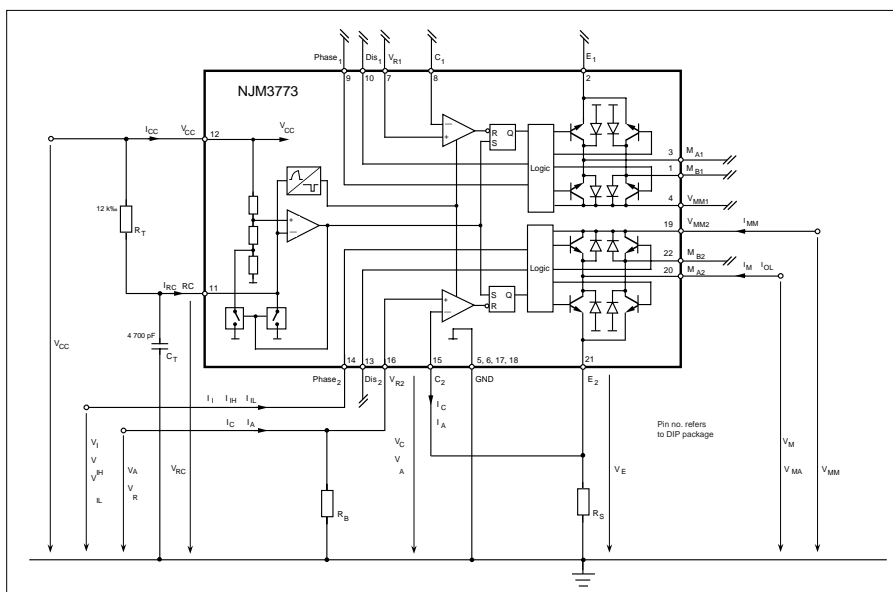 Phase1 Dis1 VR1 C1 E1
9 10 7 8 2
NJM3773
ICC VCC 12 VCC
R Q
S
Logic
3 MA1
1 MB1
4 VMM1
12 k‰
RT
+
–
VMM2 IMM
19
22 MB2
20 MA2 IM IOL
Logic
S Q
R
IRC RC 11
4 700 pF
CT
VCC
14 13 16 15 5, 6, 17, 18 21
Phase2 Dis2 VR2 C2 GND E2
II IIH IIL
IC IA
IC
IA
Pin no. refers
to DIP package
VI
V
IH
V
IL
VA
V
R
VRC
VC
V
A
VE
VM
VMA
VMM
RB
RS